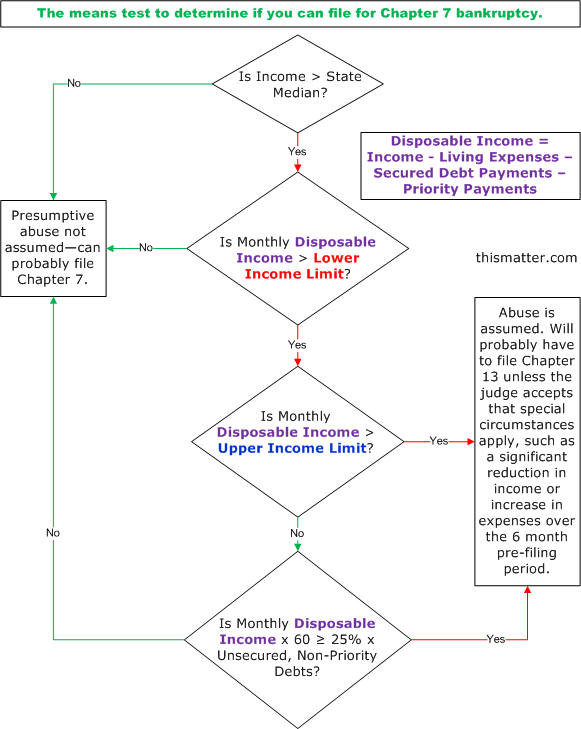 The means test to determine if you can file for Chapter 7 bankruptcy.
Is Income > State
Median?
No
Yes
Disposable Income =
Income - Living Expenses –
Secured Debt Payments –
Priority Payments
Presumptive
abuse not
assumed—can
probably file
Chapter 7.
No
Is Monthly Disposable
Income > Lower
Income Limit?
thismatter.com
Yes
Abuse is
assumed. Will
probably have
to file Chapter
13 unless the
judge accepts
that special
circumstances
apply, such as
a significant
reduction in
income or
increase in
expenses over
the 6 month
pre-filing
period.
Is Monthly
Disposable Income >
Upper Income Limit?
Yes
No
No
Is Monthly Disposable
Income x 60 ≥ 25% x
Unsecured, Non-Priority
Debts?
Yes